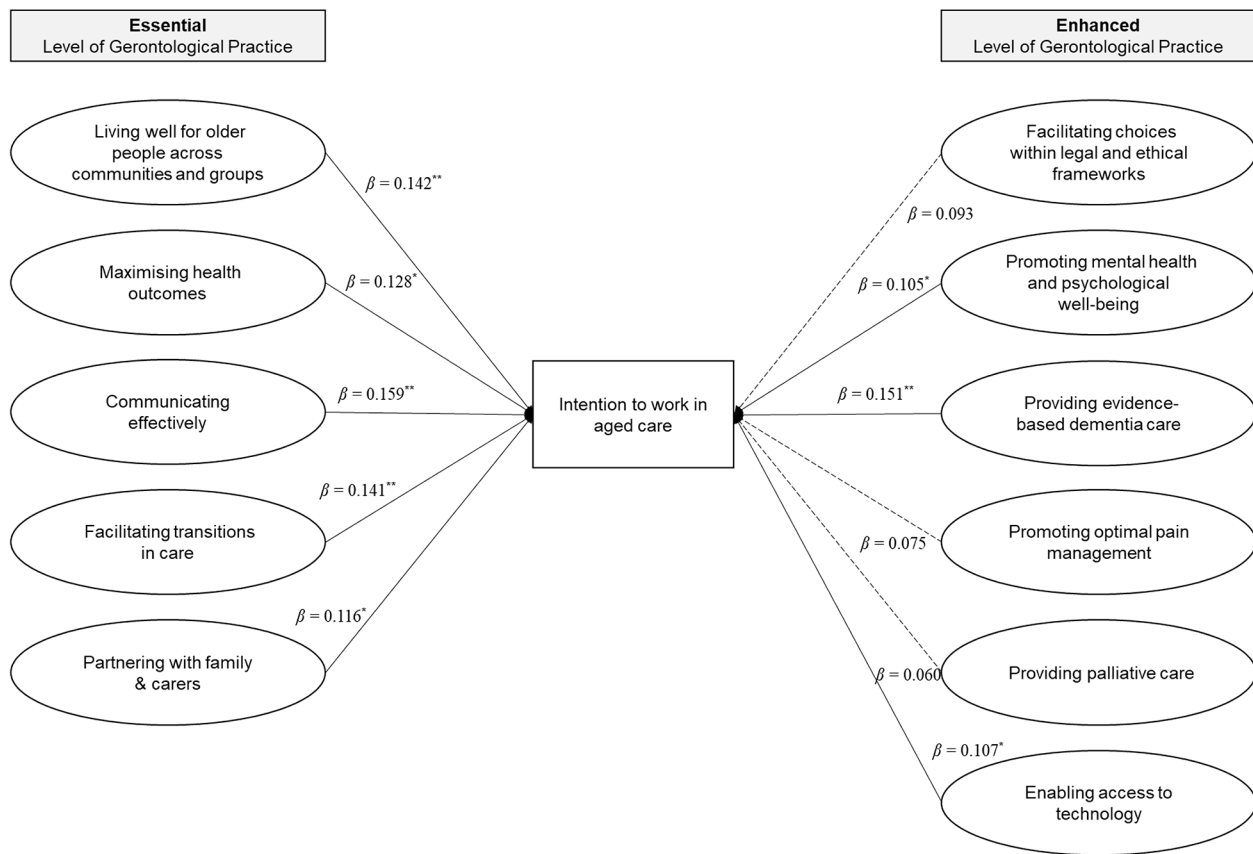 Essential
Level of Gerontological Practice
Living well for older
people across
communities and groups
Maximising health
outcomes
Communicating
effectively
Facilitating transitions
in care
Partnering with family
& carers
β = 0.142**
β = 0.128*
β = 0.159**
β = 0.141**
β = 0.116*
Intention to work in
aged care
Enhanced
Level of Gerontological Practice
Facilitating choices
within legal and ethical
frameworks
Promoting mental health
and psychological
well-being
Providing evidence-
based dementia care
Promoting optimal pain
management
Providing palliative care
Enabling access to
technology
β = 0.093
β = 0.105*
β = 0.151**
β = 0.075
β = 0.060
β = 0.107*